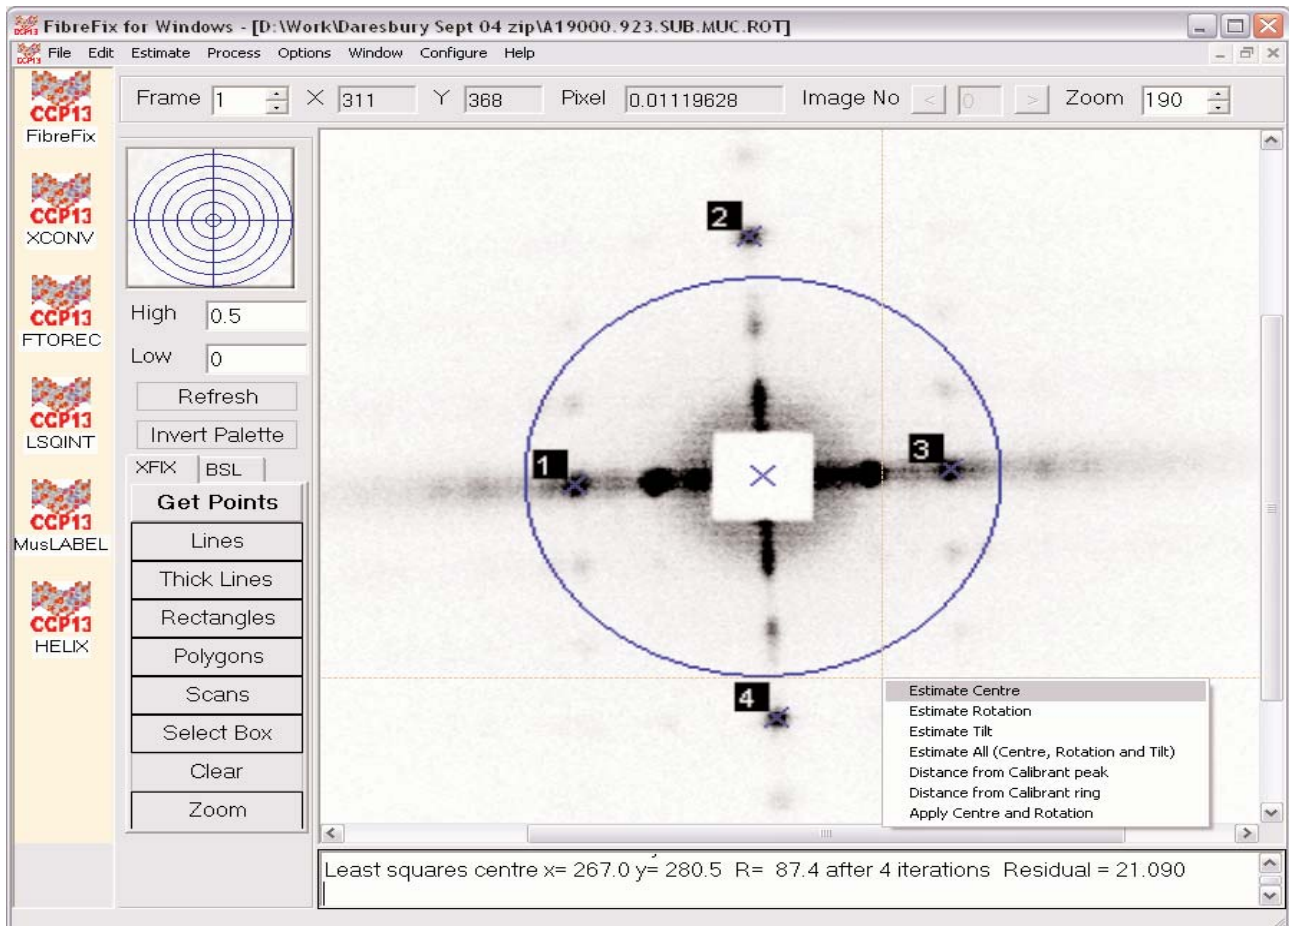 FibreFix for Windows - [D:\Work\Daresbury Sept 04 zip\A19000.923.SUB.MUC.ROT]
File Edit Estimate Process Options Window Configure Help
Frame 1 X 311 Y 368 Pixel 0.01119628 Image No < 0 > Zoom 190
CCP13
FibreFix
CCP13
XCONV
CCP13
FTOREC
CCP13
LSQINT
CCP13
MusLABEL
CCP13
HELIX
High 0.5
Low 0
Refresh
Invert Palette
XFIX BSL
Get Points
Lines
Thick Lines
Rectangles
Polygons
Scans
Select Box
Clear
Zoom
2
1
3
4
Estimate Centre
Estimate Rotation
Estimate Tilt
Estimate All (Centre, Rotation and Tilt)
Distance from Calibrant peak
Distance from Calibrant ring
Apply Centre and Rotation
Least squares centre x= 267.0 y= 280.5 R= 87.4 after 4 iterations Residual = 21.090